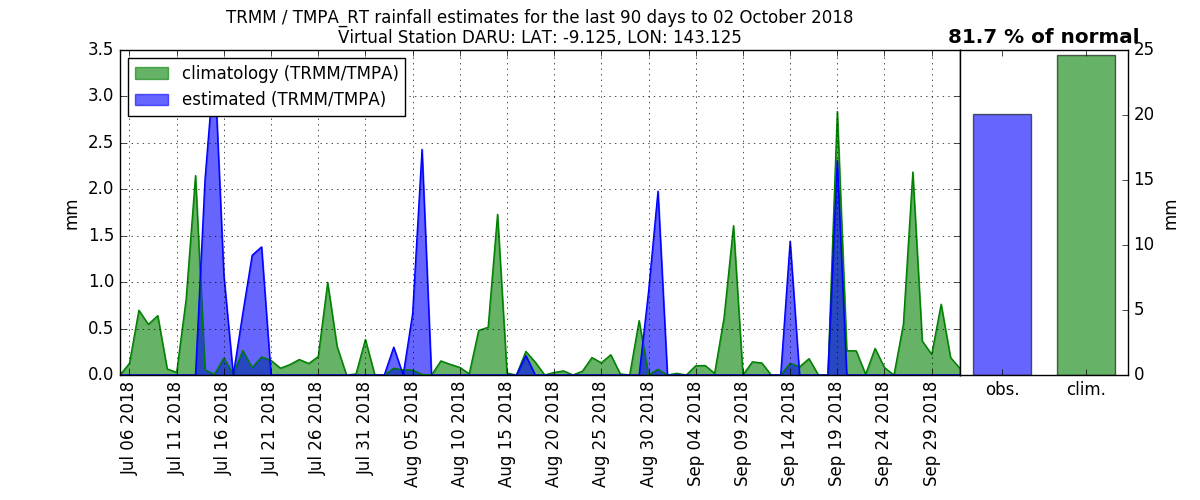 TRMM / TMPA_RT rainfall estimates for the last 90 days to 02 October 2018
Virtual Station DARU: LAT: -9.125, LON: 143.125
81.7 % of normal
climatology (TRMM/TMPA)
estimated (TRMM/TMPA)
mm
3.5
3.0
2.5
2.0
1.5
1.0
0.5
0.0
Jul 06 2018
Jul 11 2018
Jul 16 2018
Jul 21 2018
Jul 26 2018
Jul 31 2018
Aug 05 2018
Aug 10 2018
Aug 15 2018
Aug 20 2018
Aug 25 2018
Aug 30 2018
Sep 04 2018
Sep 09 2018
Sep 14 2018
Sep 19 2018
Sep 24 2018
Sep 29 2018
obs.
clim.
25
20
15
10
5
0
mm